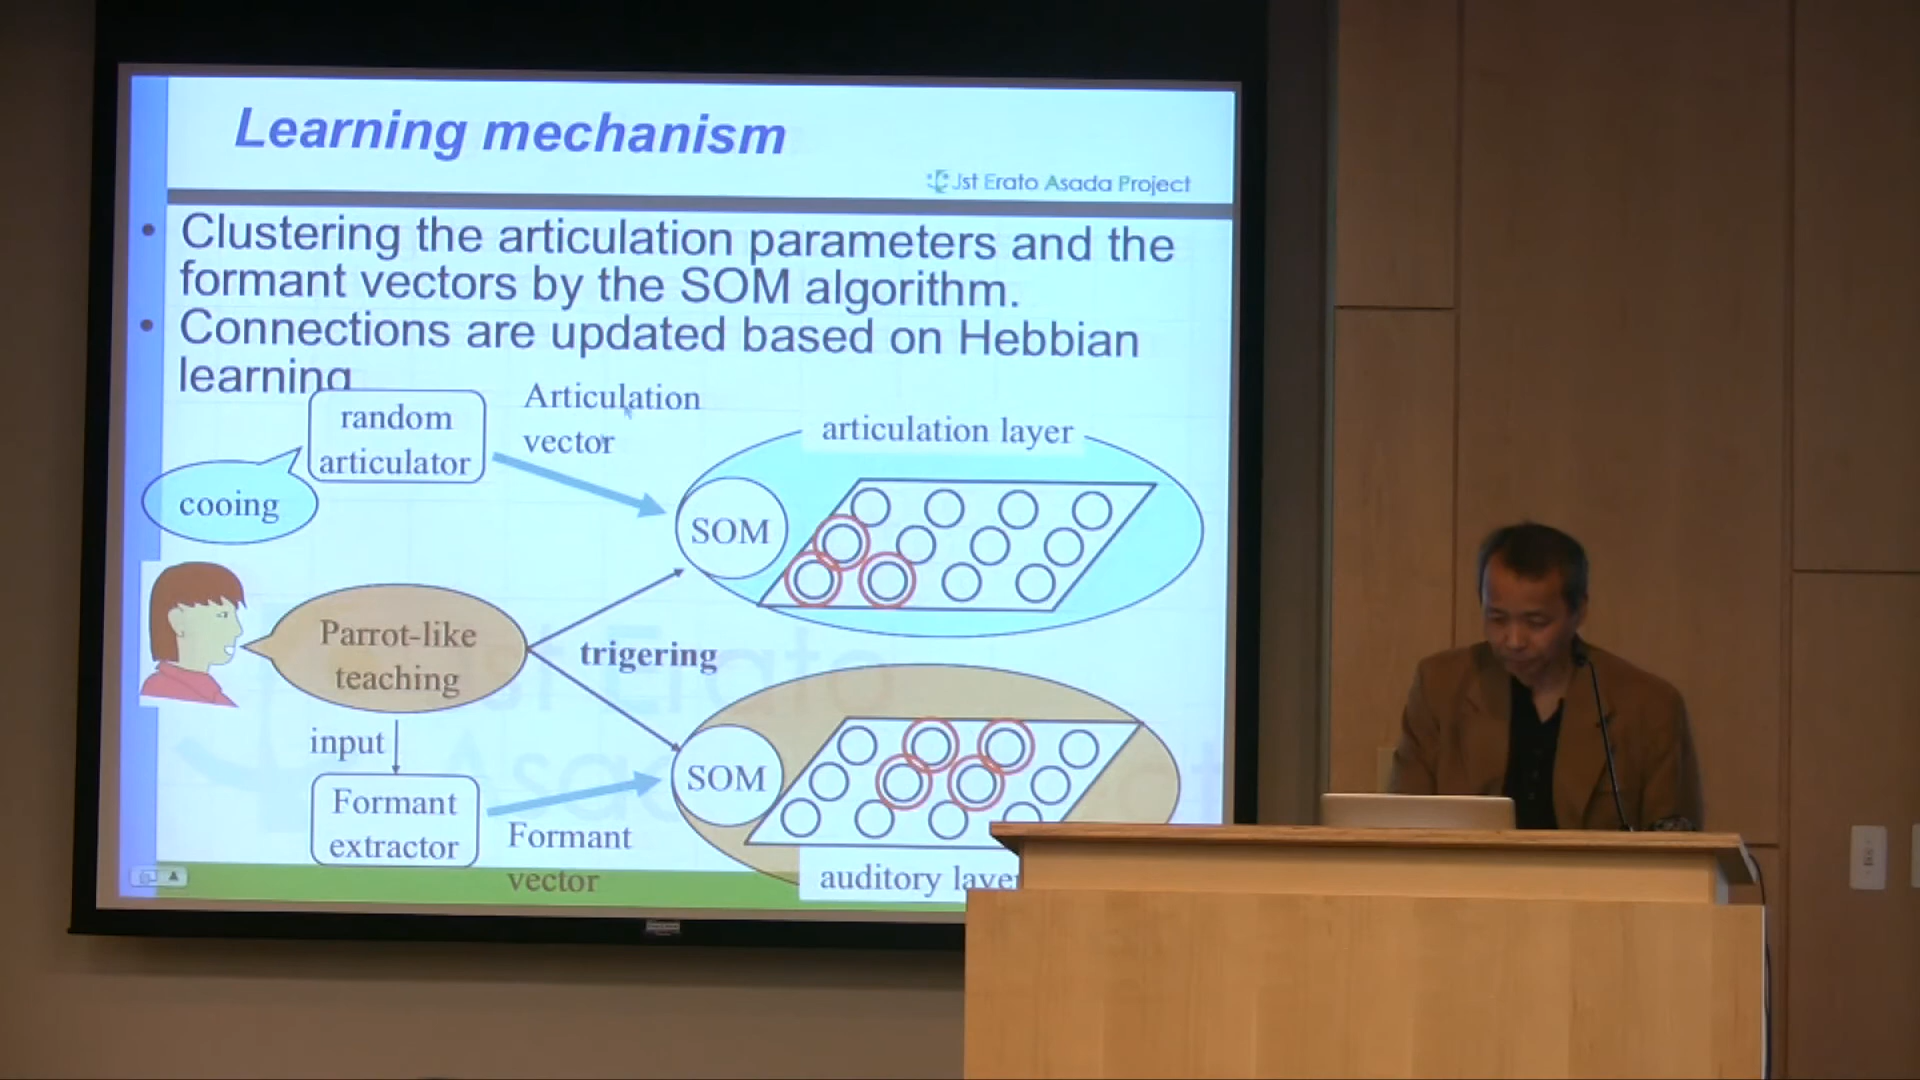 Learning mechanism
Jst Erato Asada Project
• Clustering the articulation parameters and the
formant vectors by the SOM algorithm.
• Connections are updated based on Hebbian
learning
random
articulator
Articulation
vector
articulation layer
cooing
SOM
Parrot-like
teaching
trigering
input
SOM
Formant
extractor
Formant
vector
auditory layer
Jst Erato